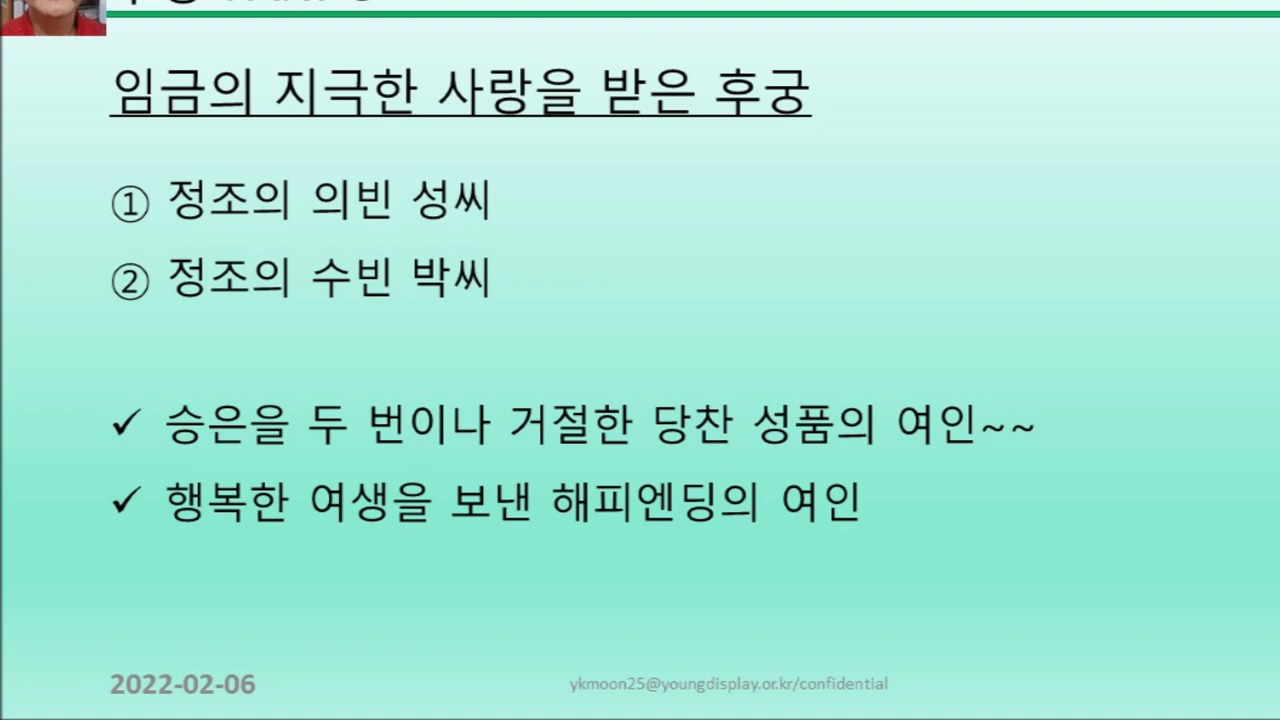 임금의 지극한 사랑을 받은 후궁
① 정조의 의빈 성씨
② 정조의 수빈 박씨
✓ 승은을 두 번이나 거절한 당찬 성품의 여인~~
✓ 행복한 여생을 보낸 해피엔딩의 여인
2022-02-06
ykmoon25@youngdisplay.or.kr/confidential